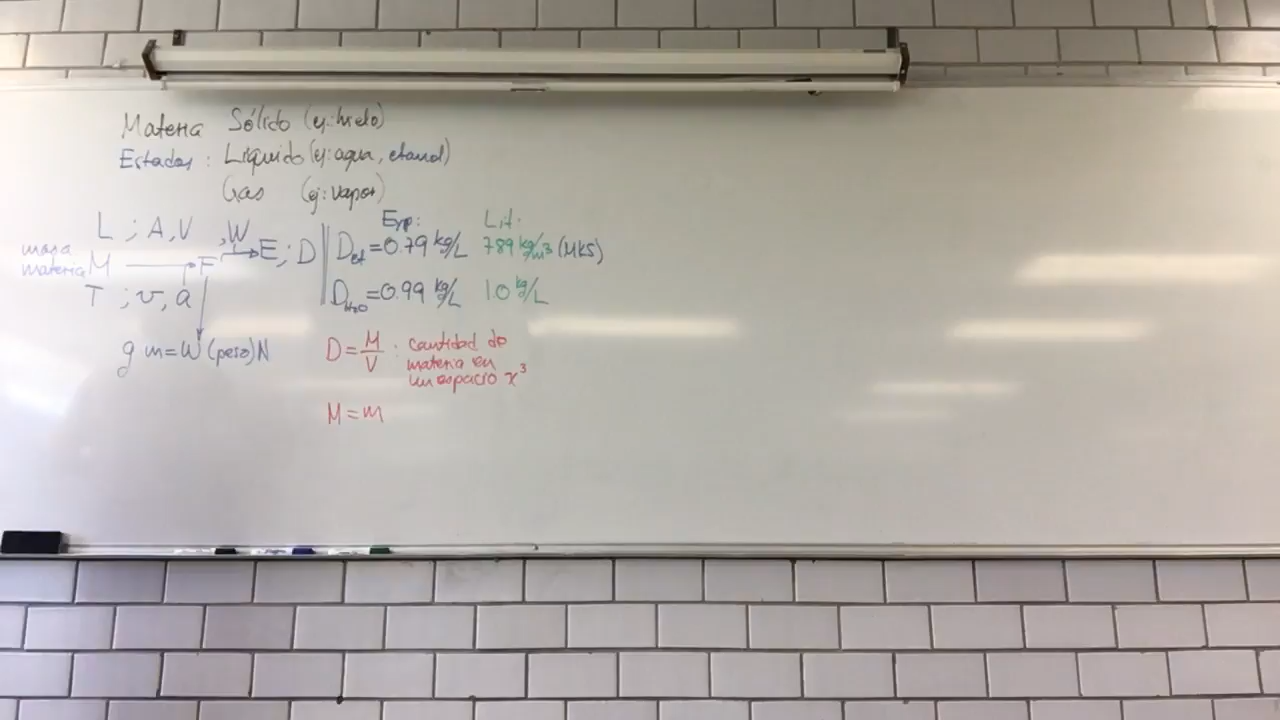 Materia Sólido (ej: hielo)
Estados: Líquido (ej: agua, etanol)
Gas (ej: vapor)
L ; A, V , W E ; D
masa
materia M F
T ; v, a
g m = W (peso) N
Exp: Lit.
Det = 0.79 kg/L 789 kg/m³ (MKS)
DH2O = 0.99 kg/L 1.0 kg/L
D = M/V : cantidad de
materia en
un espacio x³
M = m